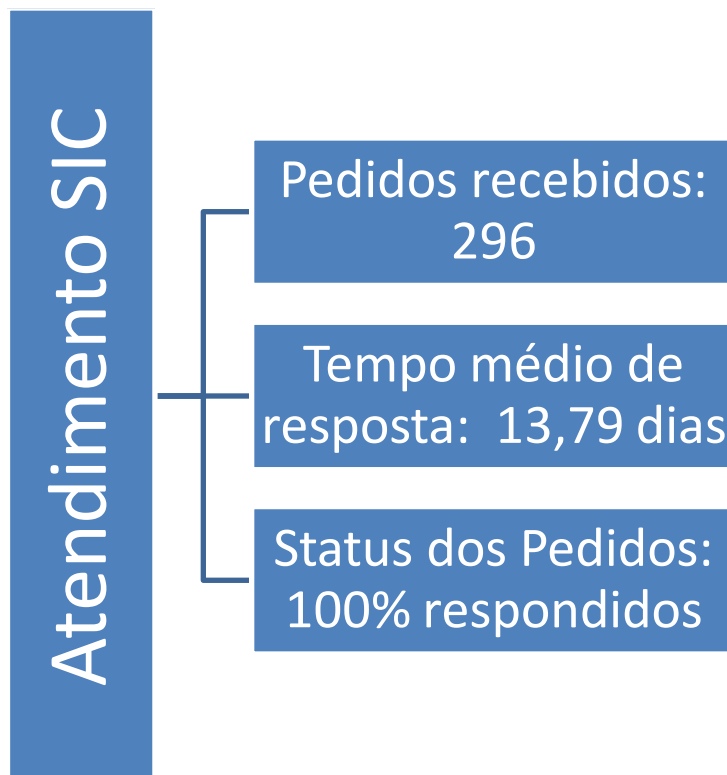 Atendimento SIC
Pedidos recebidos:
296
Tempo médio de
resposta:  13,79 dias
Status dos Pedidos:
100% respondidos